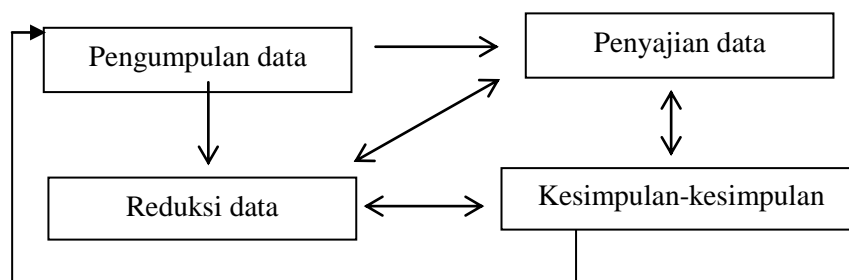 Pengumpulan data
Penyajian data
Reduksi data
Kesimpulan-kesimpulan